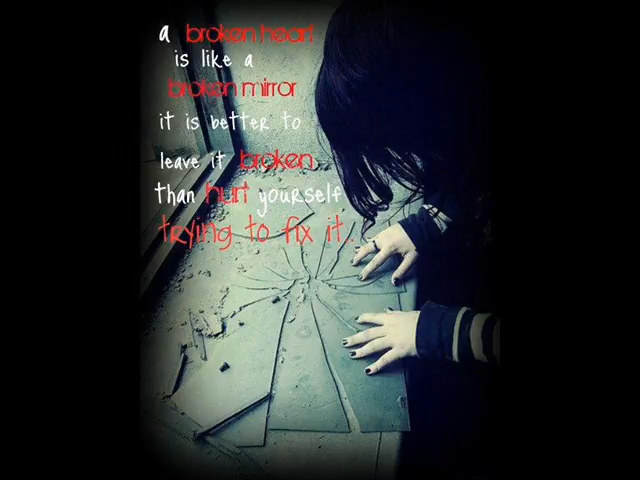 a broken heart
is like a
broken mirror
it is better to
leave it broken
than hurt yourself
trying to fix it..